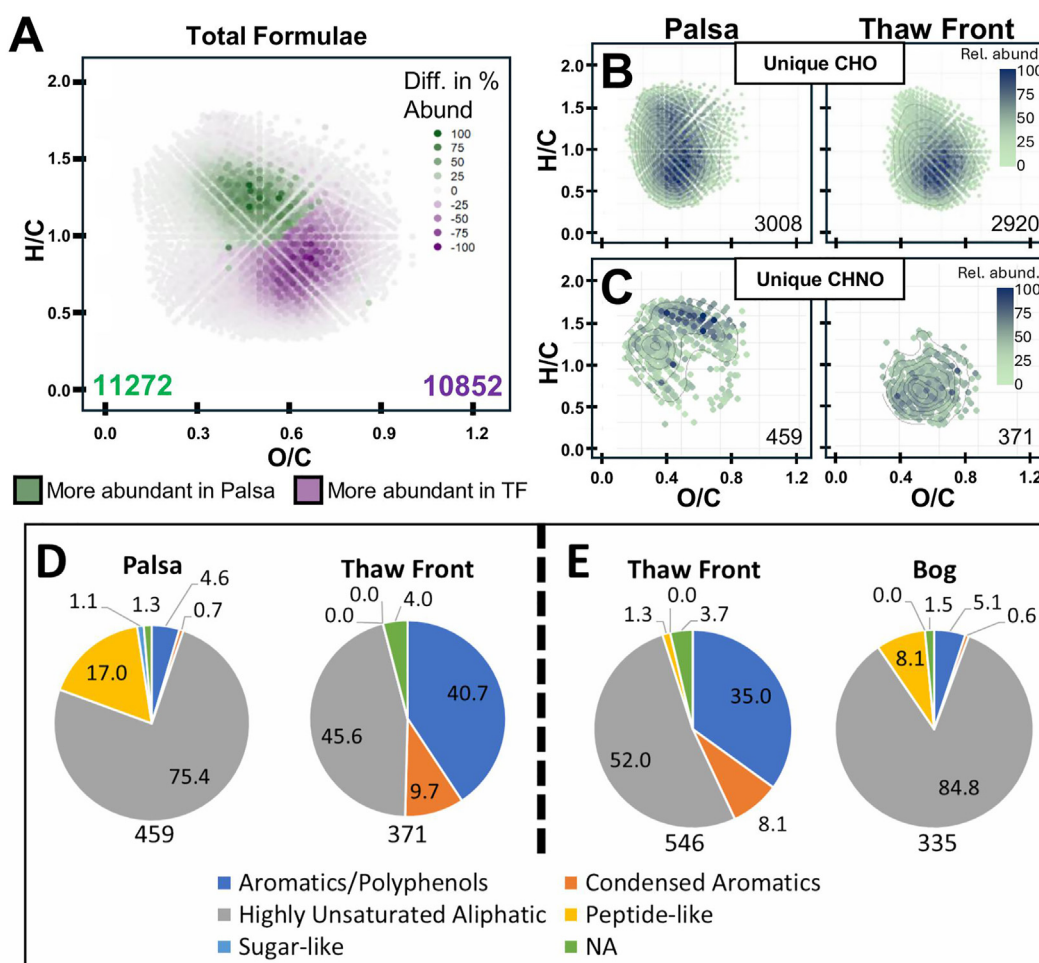 A
Total Formulae
H/C
2.0
1.5
1.0
0.5
0.0
Diff. in %
Abund
100
75
50
25
0
-25
-50
-75
-100
11272
10852
0.0 0.3 0.6 0.9 1.2
O/C
More abundant in Palsa
More abundant in TF
Palsa
Thaw Front
B
Unique CHO
Rel. abund.
100
75
50
25
0
H/C
2.0
1.5
1.0
0.5
0.0
3008
2920
C
Unique CHNO
Rel. abund.
100
75
50
25
0
H/C
2.0
1.5
1.0
0.5
0.0
459
371
0.0 0.4 0.8 1.2
0.0 0.4 0.8 1.2
O/C
O/C
D
Palsa
1.1
1.3
4.6
0.7
17.0
75.4
459
Thaw Front
0.0
0.0
4.0
40.7
45.6
9.7
371
E
Thaw Front
1.3
0.0
3.7
35.0
52.0
8.1
546
Bog
0.0
1.5
5.1
0.6
8.1
84.8
335
Aromatics/Polyphenols
Condensed Aromatics
Highly Unsaturated Aliphatic
Peptide-like
Sugar-like
NA